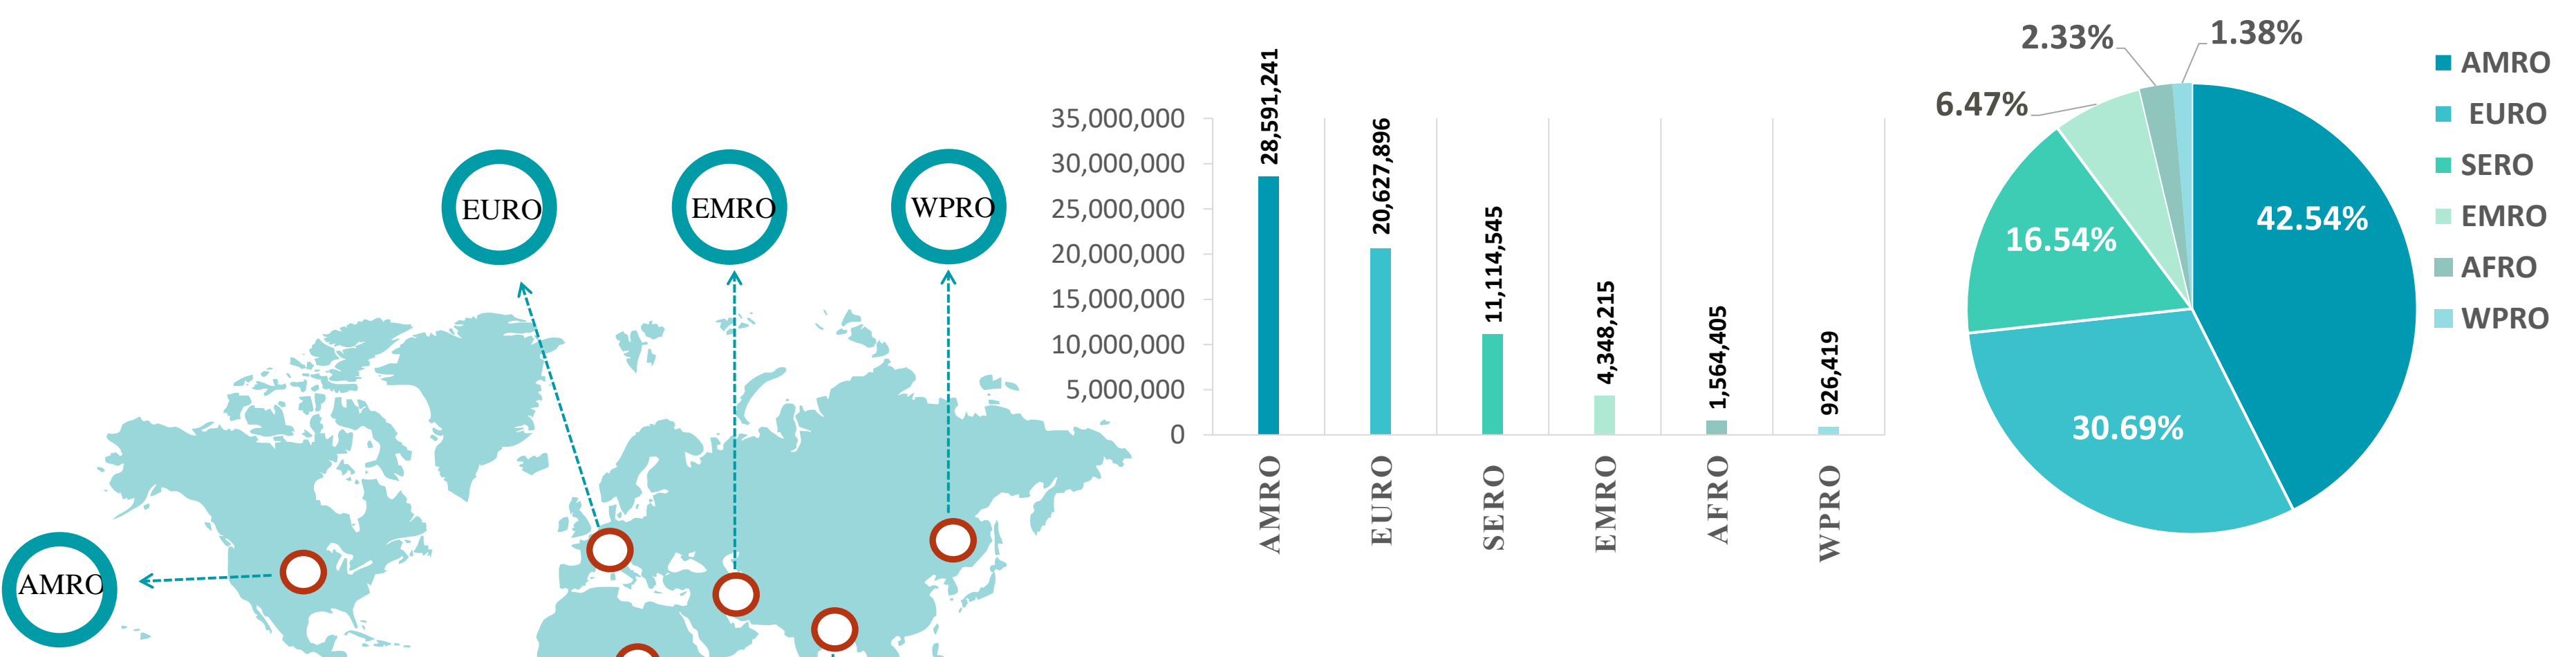 EURO
EMRO
WPRO
AMRO
28,591,241
20,627,896
11,114,545
4,348,215
1,564,405
926,419
35,000,000
30,000,000
25,000,000
20,000,000
15,000,000
10,000,000
5,000,000
0
AMRO
EURO
SERO
EMRO
AFRO
WPRO
2.33%
1.38%
6.47%
42.54%
16.54%
30.69%
AMRO
EURO
SERO
EMRO
AFRO
WPRO